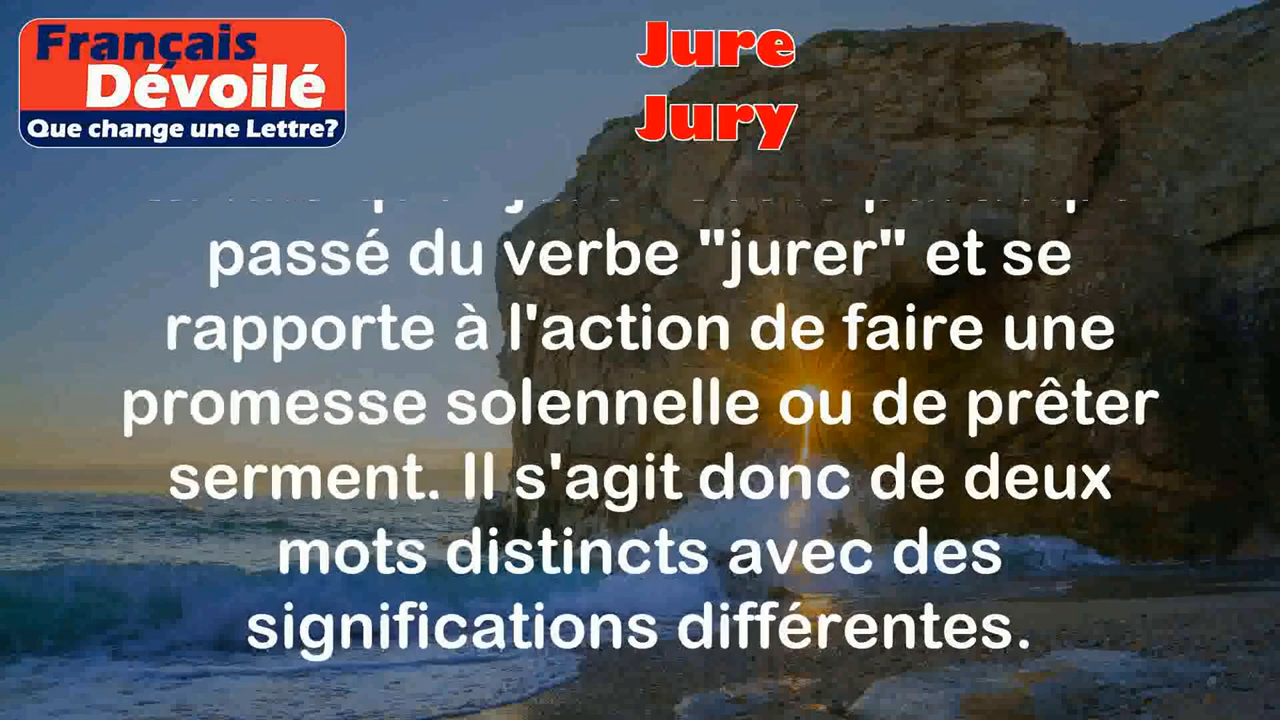 Français
Dévoilé
Que change une Lettre?
Jure
Jury
passé du verbe "jurer" et se
rapporte à l'action de faire une
promesse solennelle ou de prêter
serment. Il s'agit donc de deux
mots distincts avec des
significations différentes.